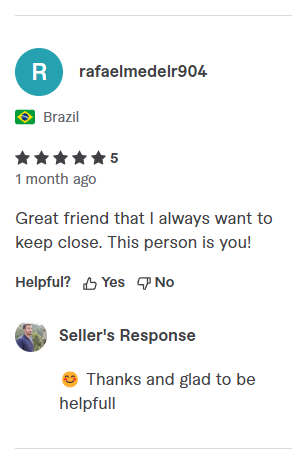 R
rafaelmedeir904
Brazil
5
1 month ago
Great friend that I always want to
keep close. This person is you!
Helpful? Yes No
Seller's Response
😊 Thanks and glad to be
helpfull